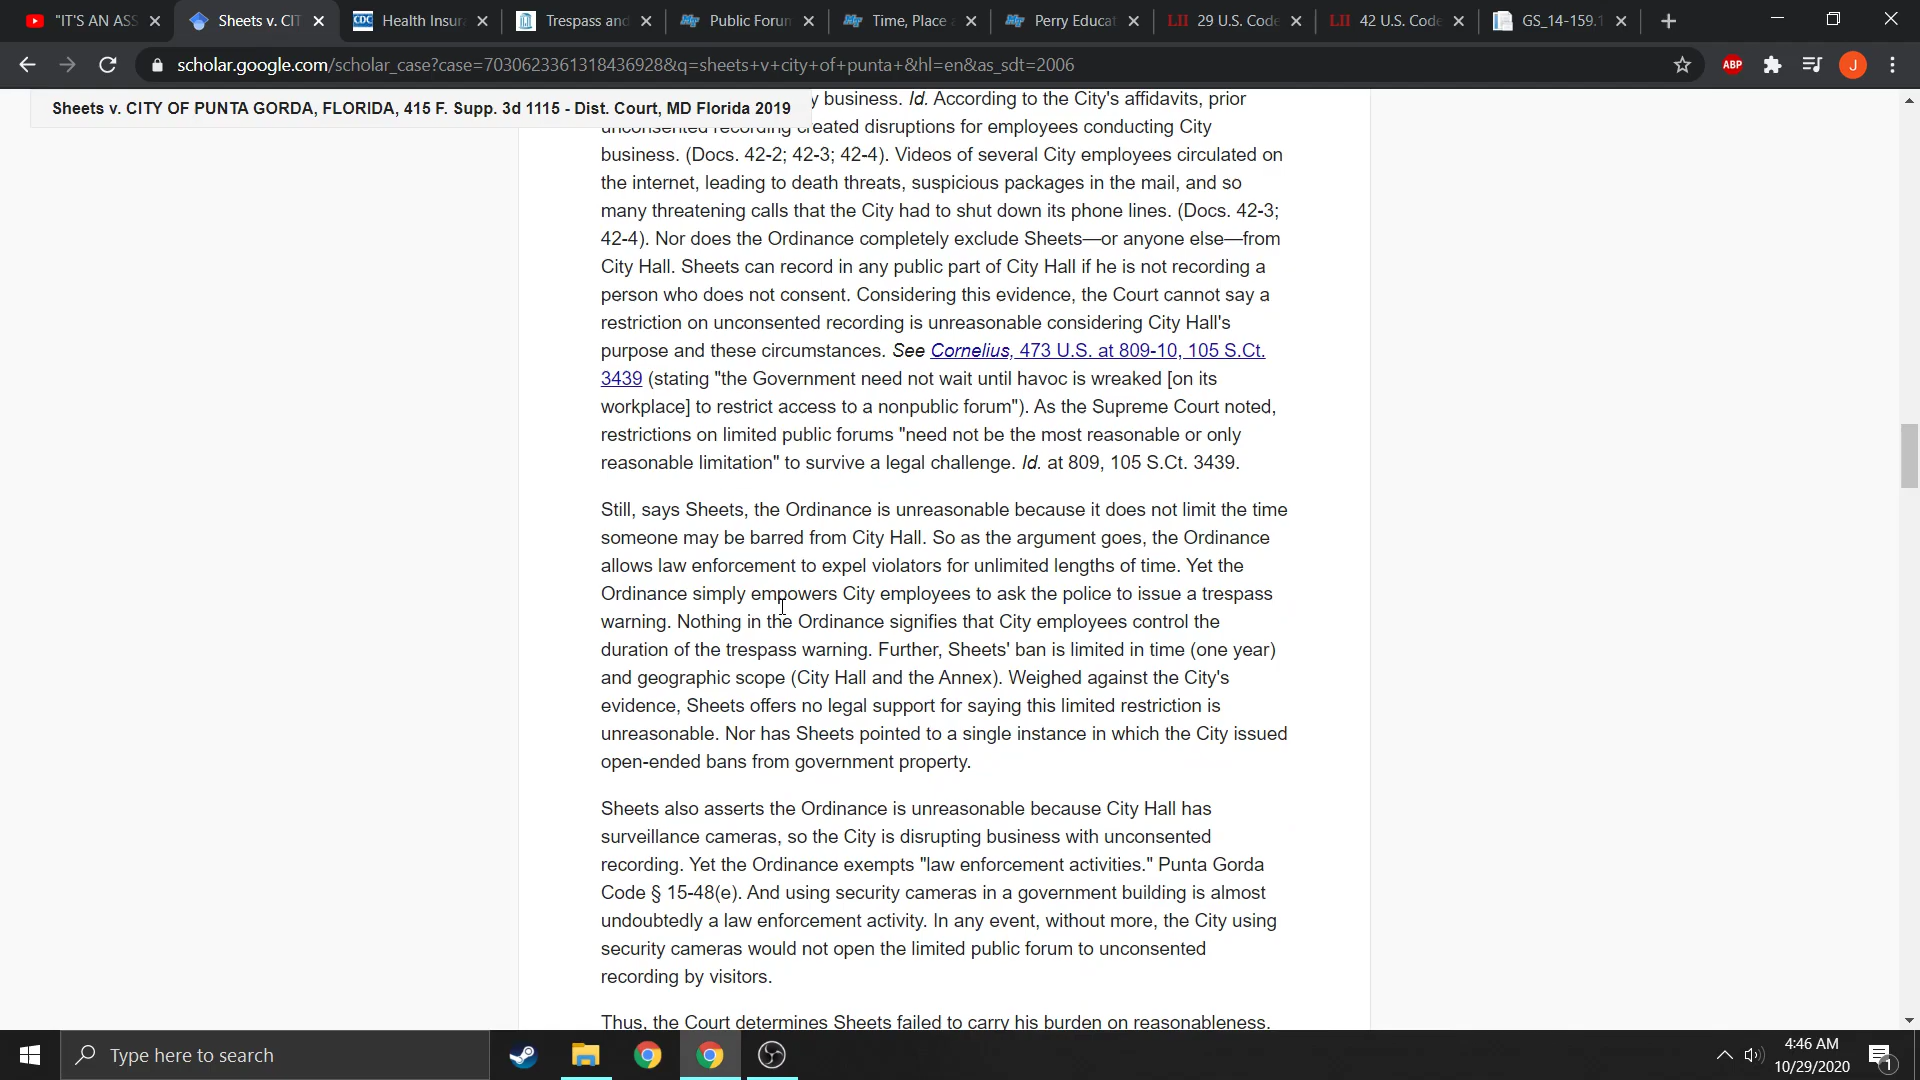 "IT'S AN ASS
Sheets v. CIT
CDC
Health Insur
Trespass and
Public Forun
Time, Place a
Perry Educat
LII
29 U.S. Code
LII
42 U.S. Code
GS_14-159.1
scholar.google.com/scholar_case?case=7030623361318436928&q=sheets+v+city+of+punta+&hl=en&as_sdt=2006
ABP
J
Sheets v. CITY OF PUNTA GORDA, FLORIDA, 415 F. Supp. 3d 1115 - Dist. Court, MD Florida 2019
y business. Id. According to the City's affidavits, prior
unconsented recording created disruptions for employees conducting City
business. (Docs. 42-2; 42-3; 42-4). Videos of several City employees circulated on
the internet, leading to death threats, suspicious packages in the mail, and so
many threatening calls that the City had to shut down its phone lines. (Docs. 42-3;
42-4). Nor does the Ordinance completely exclude Sheets—or anyone else—from
City Hall. Sheets can record in any public part of City Hall if he is not recording a
person who does not consent. Considering this evidence, the Court cannot say a
restriction on unconsented recording is unreasonable considering City Hall's
purpose and these circumstances. See Cornelius, 473 U.S. at 809-10, 105 S.Ct.
3439 (stating "the Government need not wait until havoc is wreaked [on its
workplace] to restrict access to a nonpublic forum"). As the Supreme Court noted,
restrictions on limited public forums "need not be the most reasonable or only
reasonable limitation" to survive a legal challenge. Id. at 809, 105 S.Ct. 3439.
Still, says Sheets, the Ordinance is unreasonable because it does not limit the time
someone may be barred from City Hall. So as the argument goes, the Ordinance
allows law enforcement to expel violators for unlimited lengths of time. Yet the
Ordinance simply empowers City employees to ask the police to issue a trespass
warning. Nothing in the Ordinance signifies that City employees control the
duration of the trespass warning. Further, Sheets' ban is limited in time (one year)
and geographic scope (City Hall and the Annex). Weighed against the City's
evidence, Sheets offers no legal support for saying this limited restriction is
unreasonable. Nor has Sheets pointed to a single instance in which the City issued
open-ended bans from government property.
Sheets also asserts the Ordinance is unreasonable because City Hall has
surveillance cameras, so the City is disrupting business with unconsented
recording. Yet the Ordinance exempts "law enforcement activities." Punta Gorda
Code § 15-48(e). And using security cameras in a government building is almost
undoubtedly a law enforcement activity. In any event, without more, the City using
security cameras would not open the limited public forum to unconsented
recording by visitors.
Thus, the Court determines Sheets failed to carry his burden on reasonableness.
Type here to search
4:46 AM
10/29/2020
1